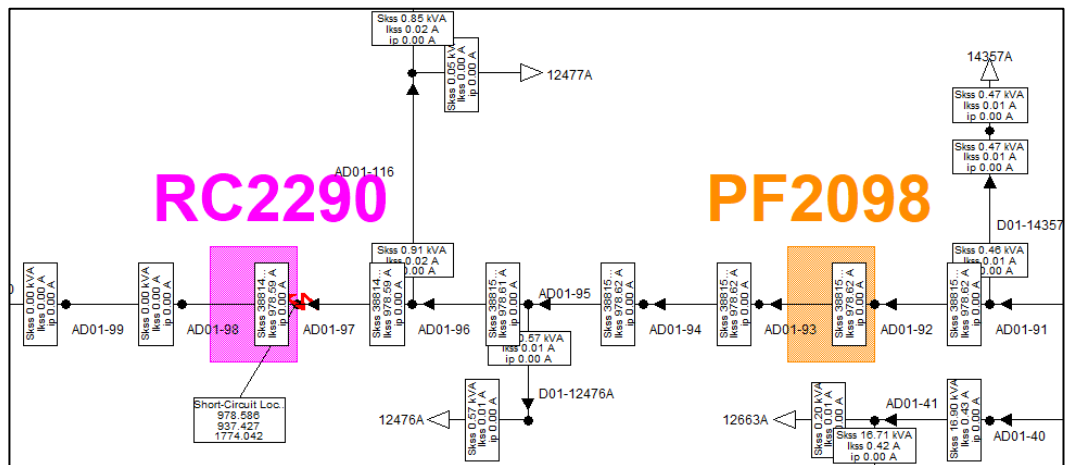 Skss 0.85 kVA
Ikss 0.02 A
ip 0.00 A
Skss 0.05 kV
Ikss 0.00 A
ip 0.00 A
12477A
14357A
Skss 0.47 kVA
Ikss 0.01 A
ip 0.00 A
Skss 0.47 kVA
Ikss 0.01 A
ip 0.00 A
AD01-116
RC2290
PF2098
D01-14357
Skss 0.00 kVA
Ikss 0.00 A
ip 0.00 A
Skss 0.00 kVA
Ikss 0.00 A
ip 0.00 A
Skss 38814...
Ikss 978.59 A
ip 0.00 A
Skss 38814...
Ikss 978.59 A
ip 0.00 A
Skss 0.91 kVA
Ikss 0.02 A
ip 0.00 A
Skss 38815...
Ikss 978.61 A
ip 0.00 A
Skss 38815...
Ikss 978.62 A
ip 0.00 A
Skss 38815...
Ikss 978.62 A
ip 0.00 A
Skss 38815...
Ikss 978.62 A
ip 0.00 A
Skss 38815...
Ikss 978.62 A
ip 0.00 A
Skss 0.46 kVA
Ikss 0.01 A
ip 0.00 A
AD01-99
AD01-98
AD01-97
AD01-96
AD01-95
AD01-94
AD01-93
AD01-92
AD01-91
0.57 kVA
0.01 A
ip 0.00 A
D01-12476A
Short-Circuit Loc..
978.586
937.427
1774.042
12476A
Skss 0.57 kVA
Ikss 0.01 A
ip 0.00 A
12663A
Skss 0.20 kVA
Ikss 0.01 A
ip 0.00 A
AD01-41
Skss 16.71 kVA
Ikss 0.42 A
ip 0.00 A
Skss 16.90 kVA
Ikss 0.43 A
ip 0.00 A
AD01-40